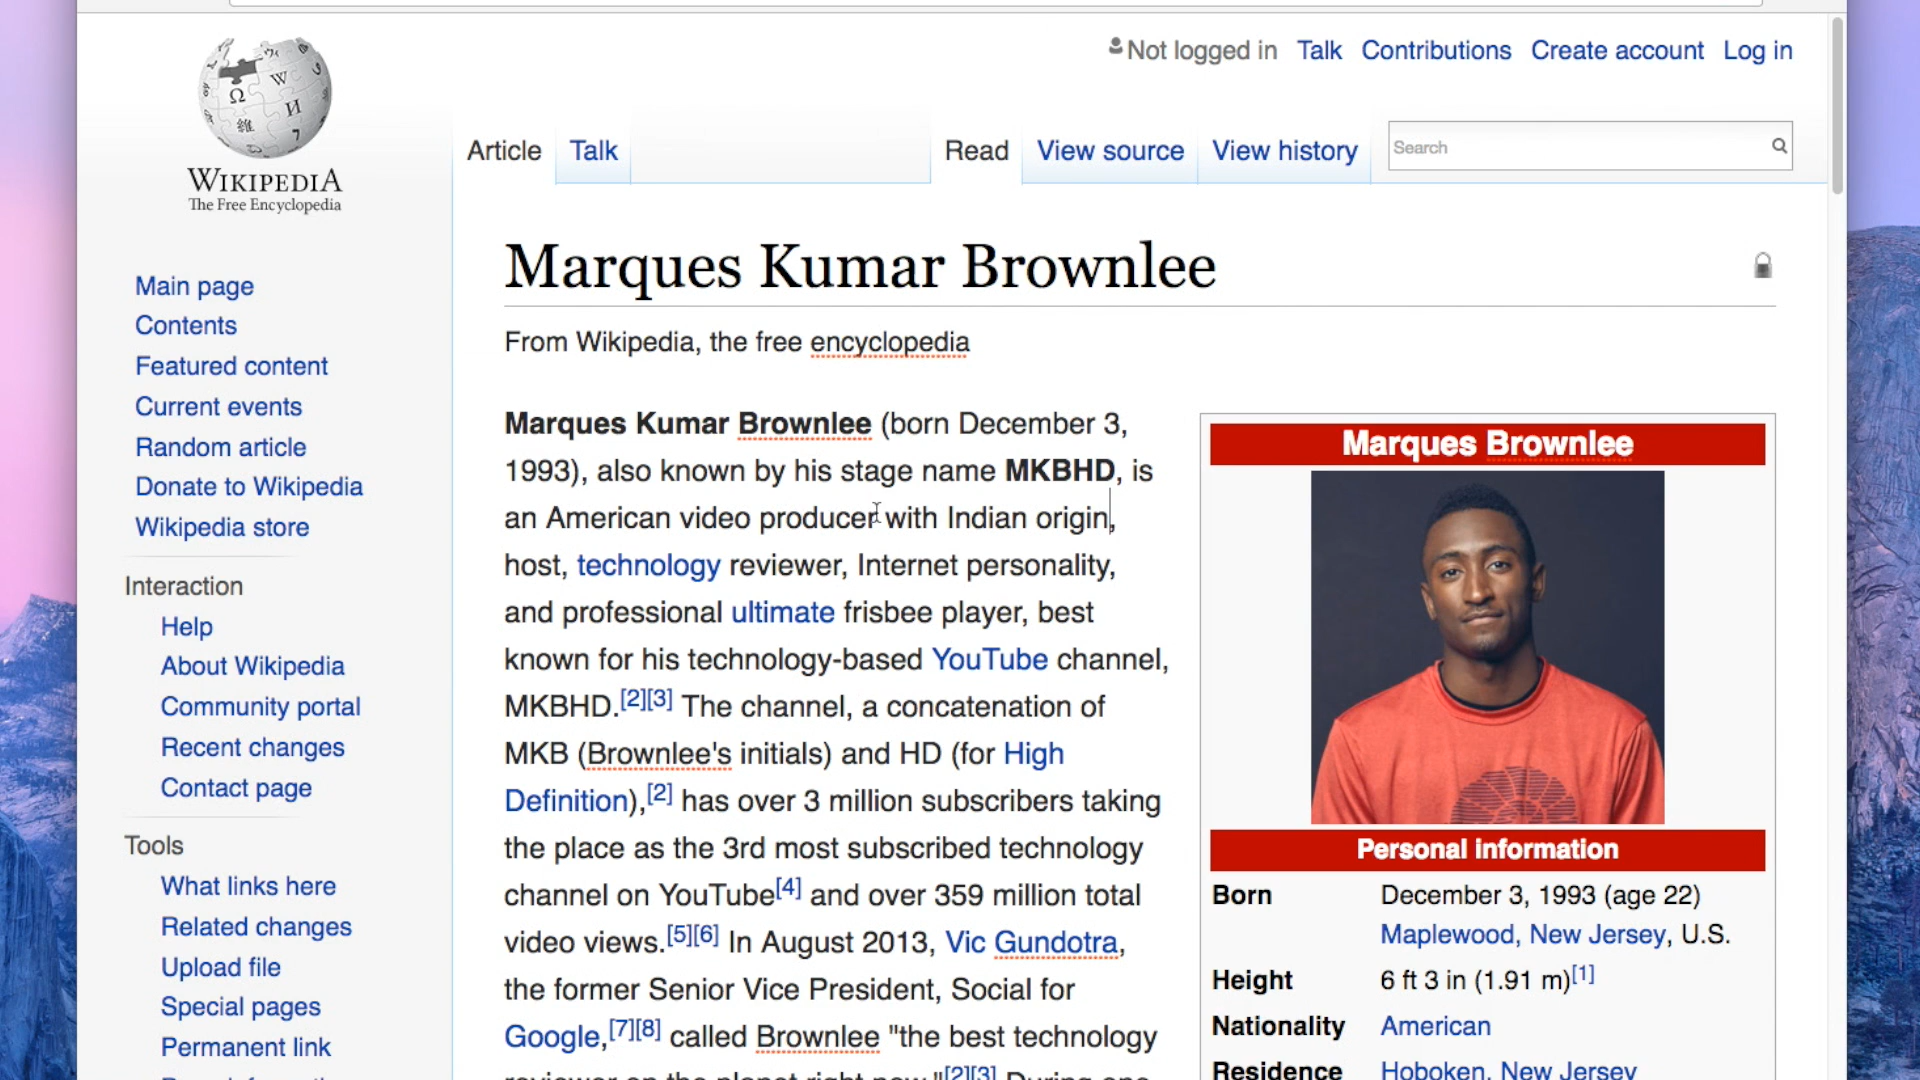 Not logged in Talk Contributions Create account Log in
WIKIPEDIA
The Free Encyclopedia
Article Talk Read View source View history Search
Marques Kumar Brownlee
From Wikipedia, the free encyclopedia
Main page
Contents
Featured content
Current events
Random article
Donate to Wikipedia
Wikipedia store
Interaction
Help
About Wikipedia
Community portal
Recent changes
Contact page
Tools
What links here
Related changes
Upload file
Special pages
Permanent link
Marques Kumar Brownlee (born December 3,
1993), also known by his stage name MKBHD, is
an American video producer with Indian origin,
host, technology reviewer, Internet personality,
and professional ultimate frisbee player, best
known for his technology-based YouTube channel,
MKBHD.[2][3] The channel, a concatenation of
MKB (Brownlee's initials) and HD (for High
Definition),[2] has over 3 million subscribers taking
the place as the 3rd most subscribed technology
channel on YouTube[4] and over 359 million total
video views.[5][6] In August 2013, Vic Gundotra,
the former Senior Vice President, Social for
Google,[7][8] called Brownlee "the best technology
reviewer on the planet right now."[2][3] During one
Marques Brownlee
Personal information
Born December 3, 1993 (age 22)
Maplewood, New Jersey, U.S.
Height 6 ft 3 in (1.91 m)[1]
Nationality American
Residence Hoboken, New Jersey